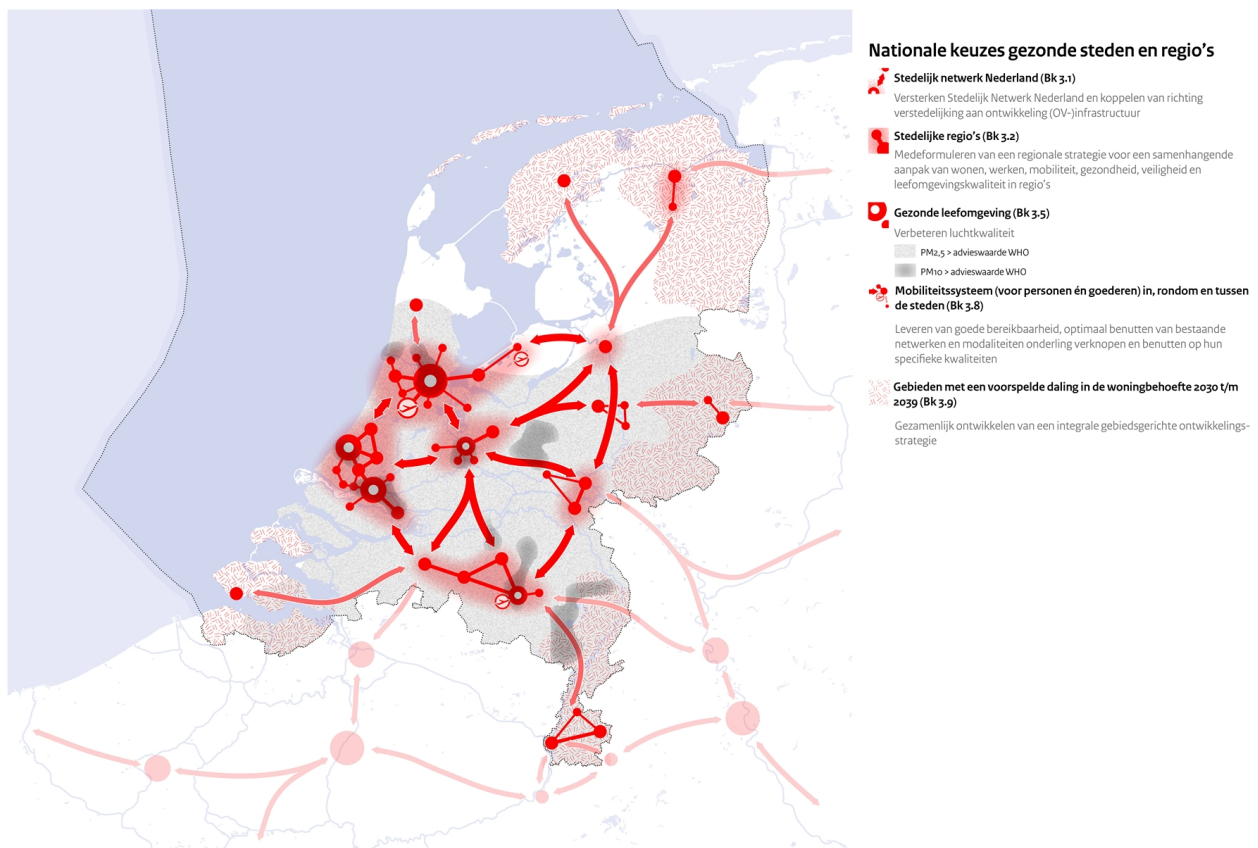 Nationale keuzes gezonde steden en regio's
Stedelijk netwerk Nederland (Bk 3.1)
Versterken Stedelijk Netwerk Nederland en koppelen van richting
verstedelijking aan ontwikkeling (OV-)infrastructuur
Stedelijke regio's (Bk 3.2)
Medeformuleren van een regionale strategie voor een samenhangende
aanpak van wonen, werken, mobiliteit, gezondheid, veiligheid en
leefomgevingskwaliteit in regio's
Gezonde leefomgeving (Bk 3.5)
Verbeteren luchtkwaliteit
PM2,5 > advieswaarde WHO
PM10 > advieswaarde WHO
Mobiliteitssysteem (voor personen én goederen) in, rondom en tussen
de steden (Bk 3.8)
Leveren van goede bereikbaarheid, optimaal benutten van bestaande
netwerken en modaliteiten onderling verknopen en benutten op hun
specifieke kwaliteiten
Gebieden met een voorspelde daling in de woningbehoefte 2030 t/m
2039 (Bk 3.9)
Gezamenlijk ontwikkelen van een integrale gebiedsgerichte ontwikkelings-
strategie